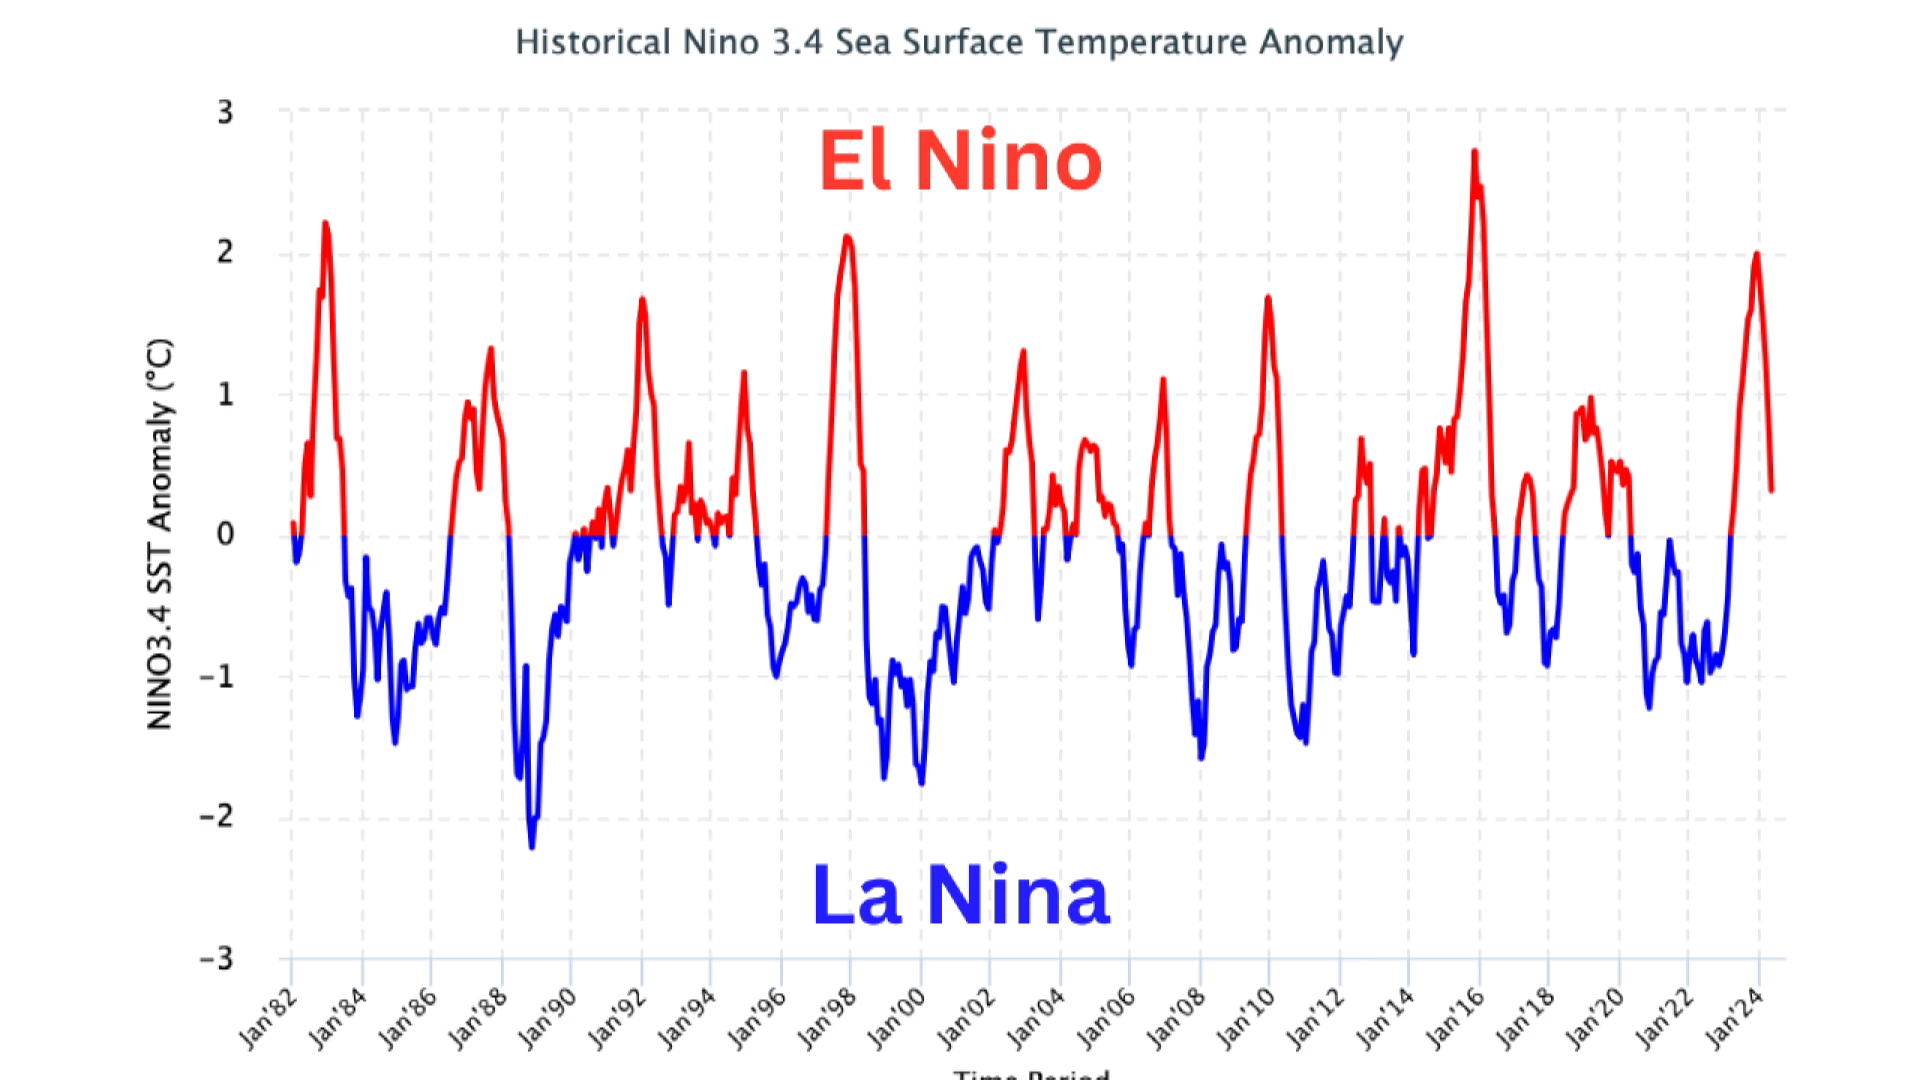 Historical Nino 3.4 Sea Surface Temperature Anomaly
El Nino
La Nina
NINO3.4 SST Anomaly (°C)
3
2
1
0
−1
−2
−3
Jan'82
Jan'84
Jan'86
Jan'88
Jan'90
Jan'92
Jan'94
Jan'96
Jan'98
Jan'00
Jan'02
Jan'04
Jan'06
Jan'08
Jan'10
Jan'12
Jan'14
Jan'16
Jan'18
Jan'20
Jan'22
Jan'24
Time Period